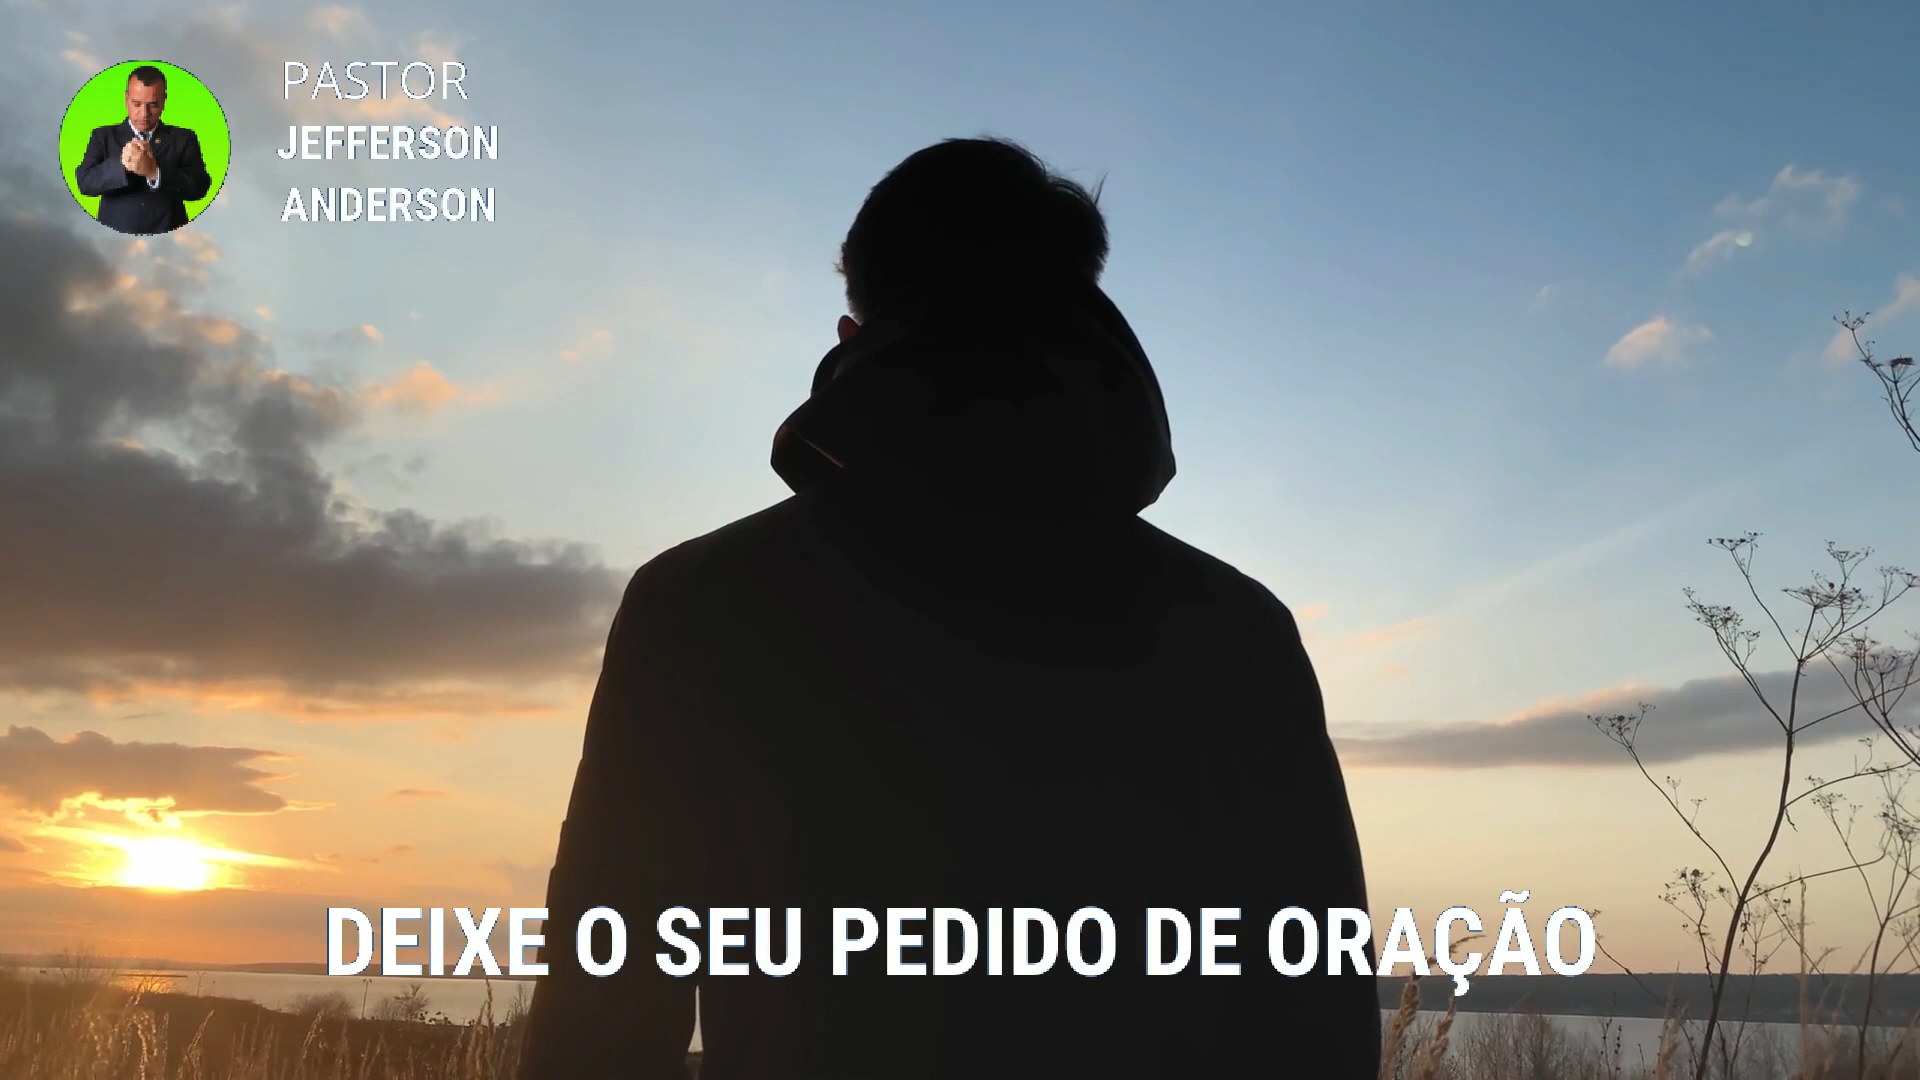 PASTOR
JEFFERSON
ANDERSON
DEIXE O SEU PEDIDO DE ORAÇÃO